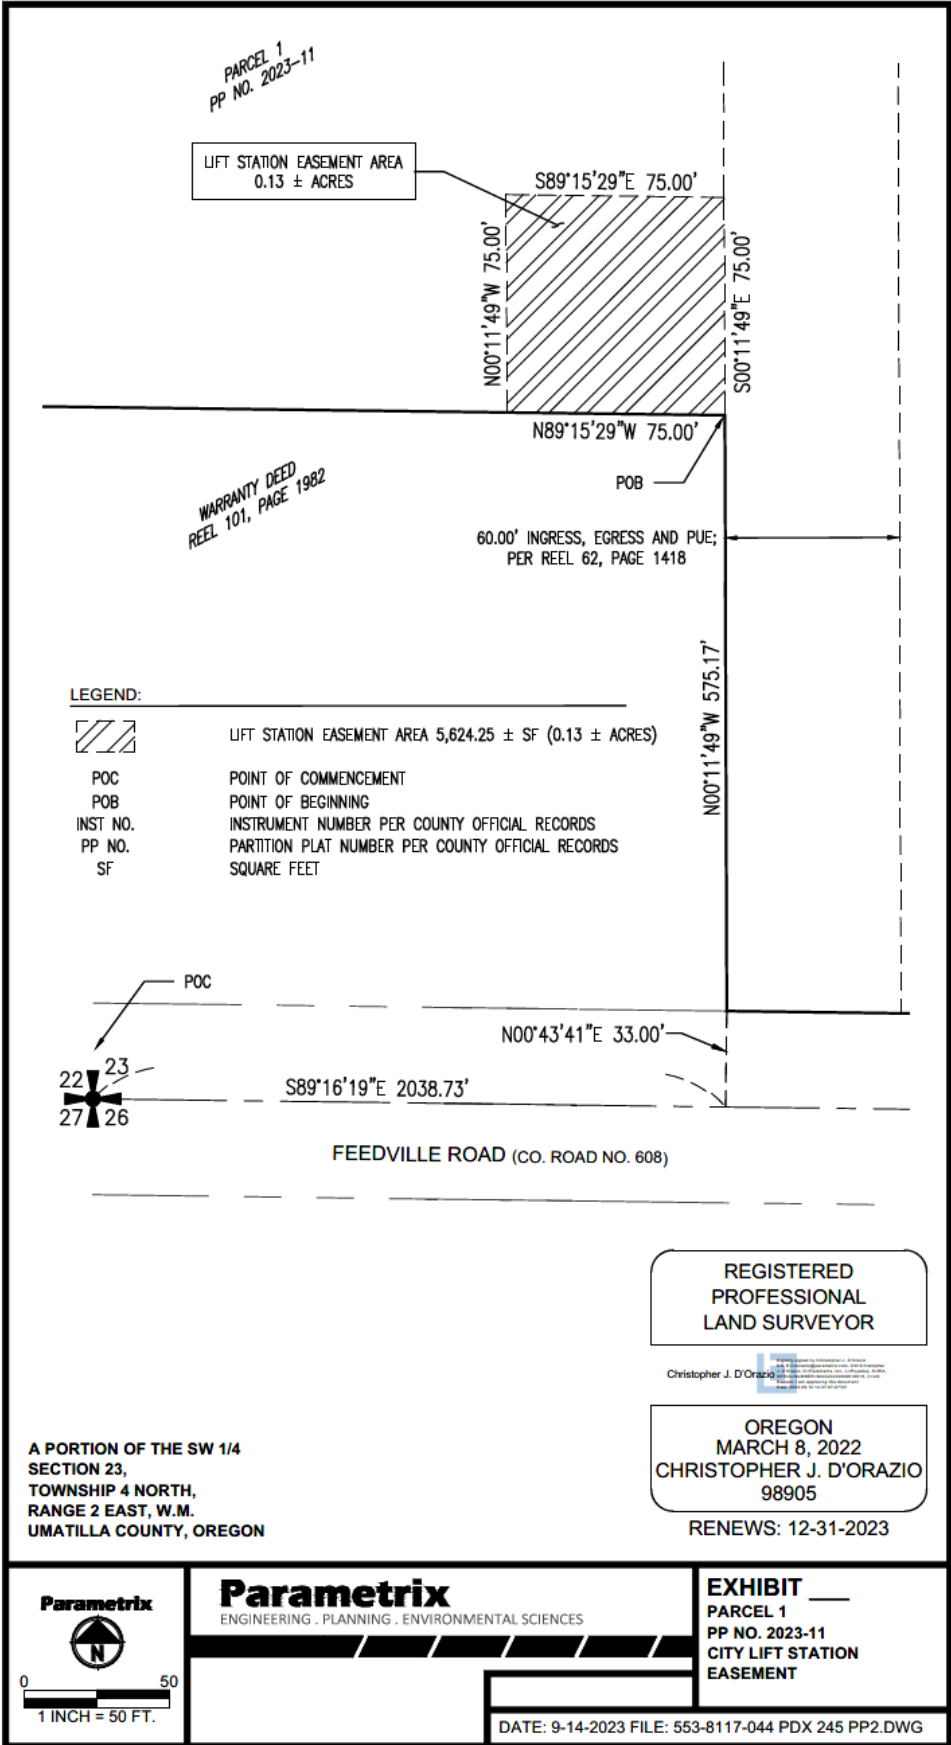 PARCEL 1
PP NO. 2023-11
LIFT STATION EASEMENT AREA
0.13 ± ACRES
S89°15'29"E 75.00'
N00°11'49"W 75.00'
S00°11'49"E 75.00'
N89°15'29"W 75.00'
POB
WARRANTY DEED
REEL 101, PAGE 1982
60.00' INGRESS, EGRESS AND PUE;
PER REEL 62, PAGE 1418
N00°11'49"W 575.17'
LEGEND:
LIFT STATION EASEMENT AREA 5,624.25 ± SF (0.13 ± ACRES)
POC POINT OF COMMENCEMENT
POB POINT OF BEGINNING
INST NO. INSTRUMENT NUMBER PER COUNTY OFFICIAL RECORDS
PP NO. PARTITION PLAT NUMBER PER COUNTY OFFICIAL RECORDS
SF SQUARE FEET
POC
N00°43'41"E 33.00'
22 23
27 26
S89°16'19"E 2038.73'
FEEDVILLE ROAD (CO. ROAD NO. 608)
REGISTERED
PROFESSIONAL
LAND SURVEYOR
Christopher J. D'Orazio
OREGON
MARCH 8, 2022
CHRISTOPHER J. D'ORAZIO
98905
RENEWS: 12-31-2023
A PORTION OF THE SW 1/4
SECTION 23,
TOWNSHIP 4 NORTH,
RANGE 2 EAST, W.M.
UMATILLA COUNTY, OREGON
Parametrix
N
0 50
1 INCH = 50 FT.
Parametrix
ENGINEERING . PLANNING . ENVIRONMENTAL SCIENCES
EXHIBIT ___
PARCEL 1
PP NO. 2023-11
CITY LIFT STATION
EASEMENT
DATE: 9-14-2023 FILE: 553-8117-044 PDX 245 PP2.DWG